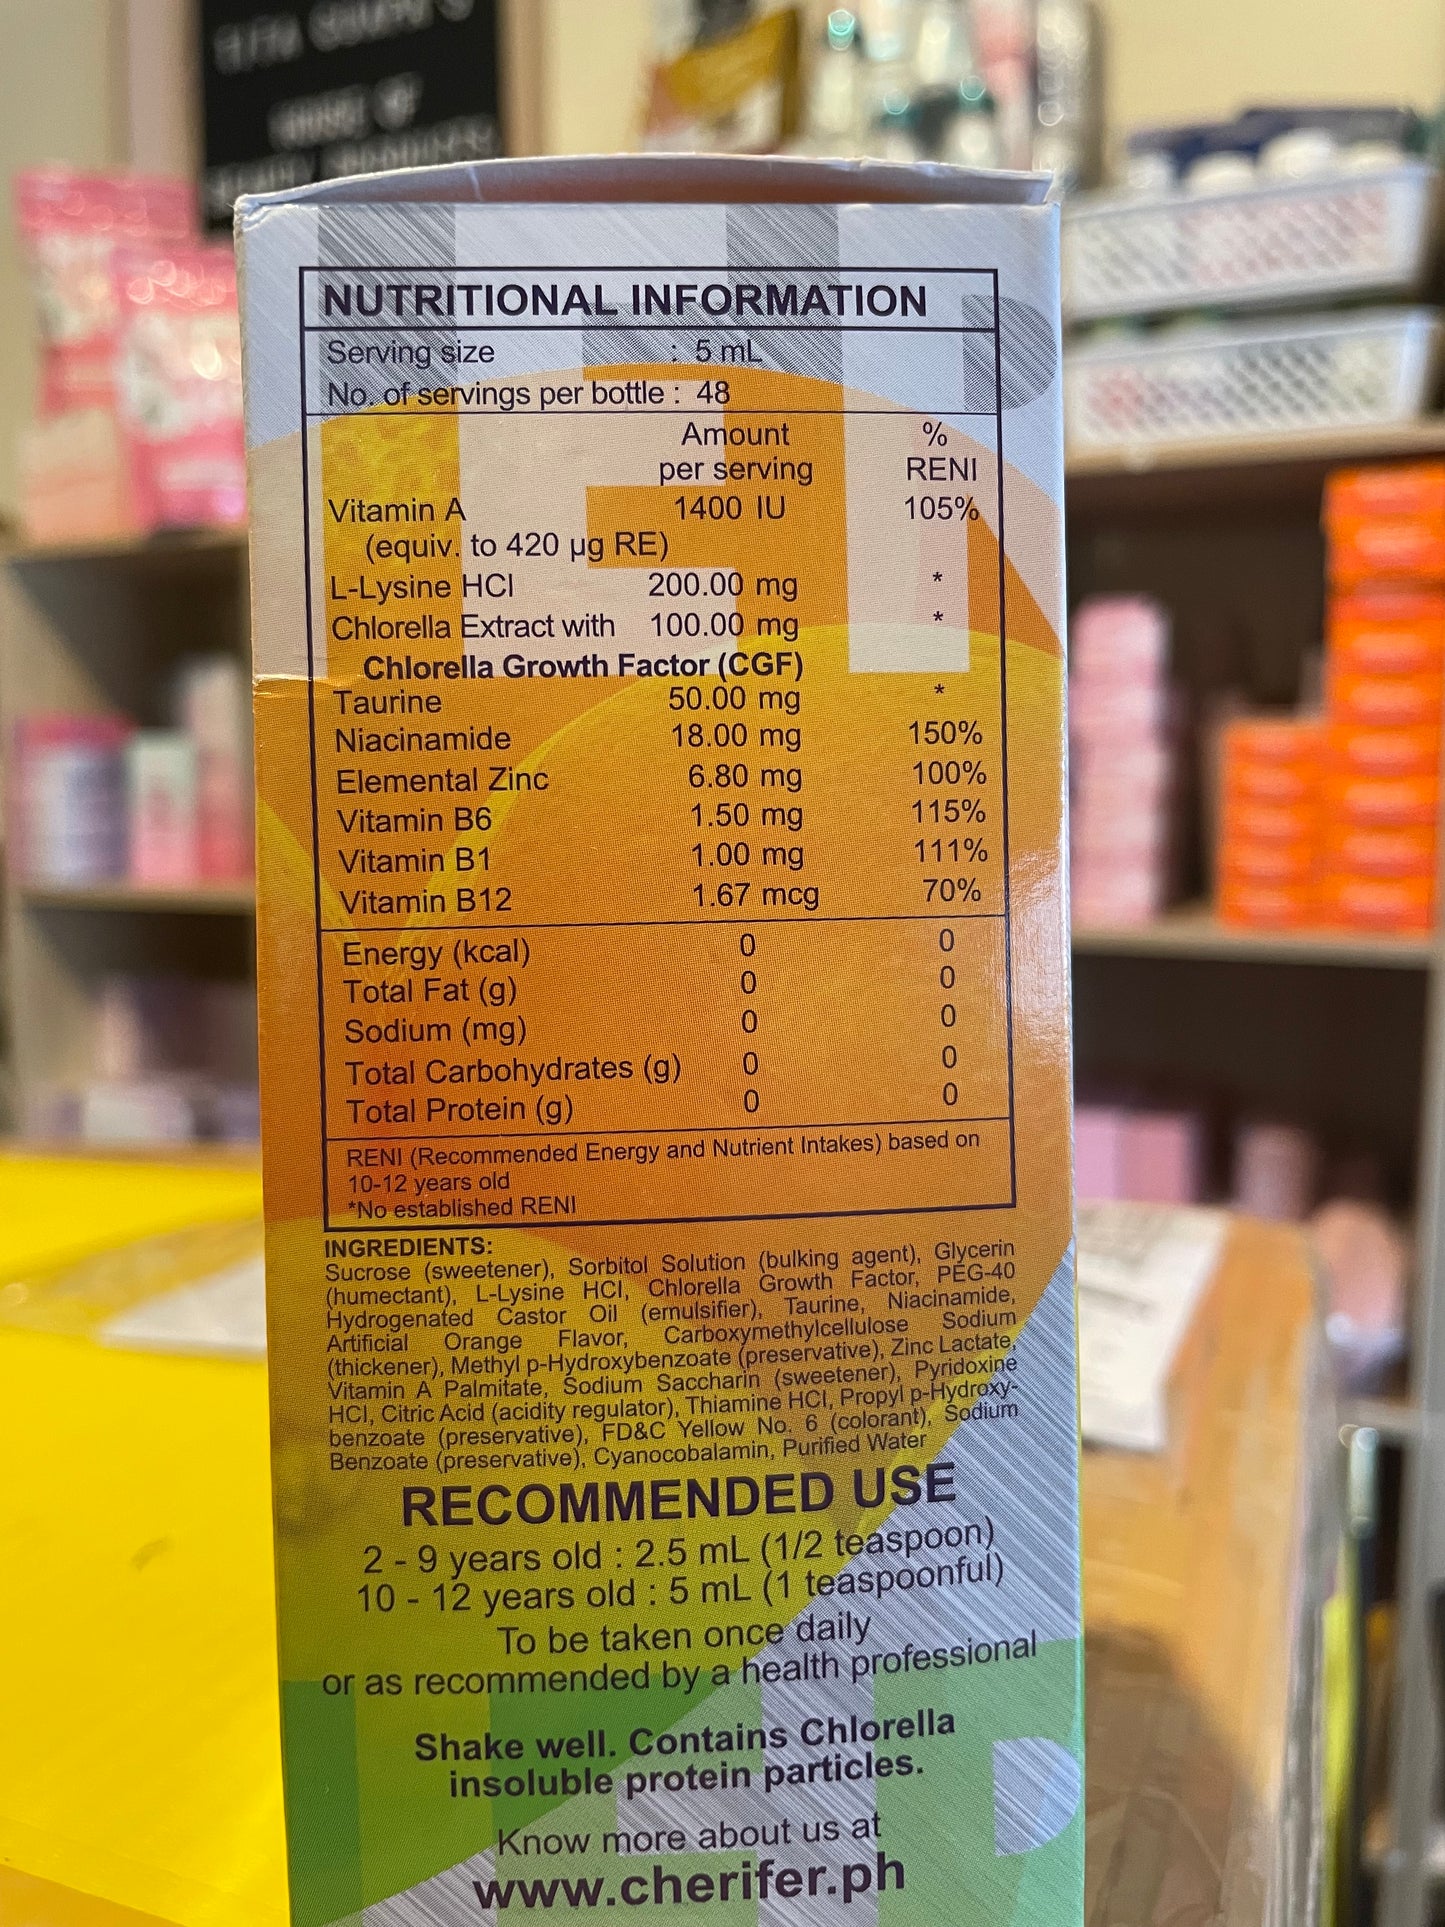 NUTRITIONAL INFORMATION
Serving size : 5 mL
No. of servings per bottle : 48
Amount per serving % RENI
Vitamin A 1400 IU 105%
(equiv. to 420 µg RE)
L-Lysine HCl 200.00 mg *
Chlorella Extract with 100.00 mg *
Chlorella Growth Factor (CGF)
Taurine 50.00 mg *
Niacinamide 18.00 mg 150%
Elemental Zinc 6.80 mg 100%
Vitamin B6 1.50 mg 115%
Vitamin B1 1.00 mg 111%
Vitamin B12 1.67 mcg 70%
Energy (kcal) 0 0
Total Fat (g) 0 0
Sodium (mg) 0 0
Total Carbohydrates (g) 0 0
Total Protein (g) 0 0
RENI (Recommended Energy and Nutrient Intakes) based on
10-12 years old
*No established RENI
INGREDIENTS:
Sucrose (sweetener), Sorbitol Solution (bulking agent), Glycerin
(humectant), L-Lysine HCl, Chlorella Growth Factor, PEG-40
Hydrogenated Castor Oil (emulsifier), Taurine, Niacinamide,
Artificial Orange Flavor, Carboxymethylcellulose Sodium
(thickener), Methyl p-Hydroxybenzoate (preservative), Zinc Lactate,
Vitamin A Palmitate, Sodium Saccharin (sweetener), Pyridoxine
HCl, Citric Acid (acidity regulator), Thiamine HCl, Propyl p-Hydroxy-
benzoate (preservative), FD&C Yellow No. 6 (colorant), Sodium
Benzoate (preservative), Cyanocobalamin, Purified Water
RECOMMENDED USE
2 - 9 years old : 2.5 mL (1/2 teaspoon)
10 - 12 years old : 5 mL (1 teaspoonful)
To be taken once daily
or as recommended by a health professional
Shake well. Contains Chlorella
insoluble protein particles.
Know more about us at
www.cherifer.ph